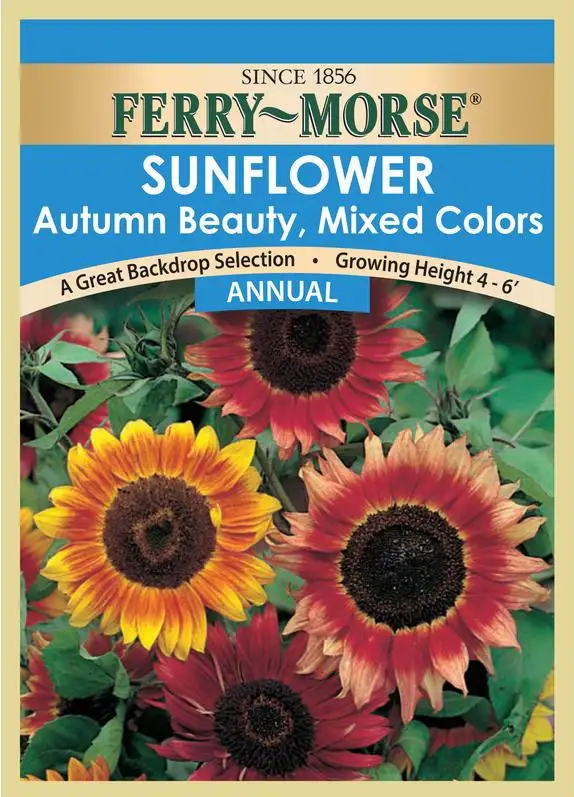 SINCE 1856
FERRY~MORSE®
SUNFLOWER
Autumn Beauty, Mixed Colors
A Great Backdrop Selection • Growing Height 4 - 6’
ANNUAL